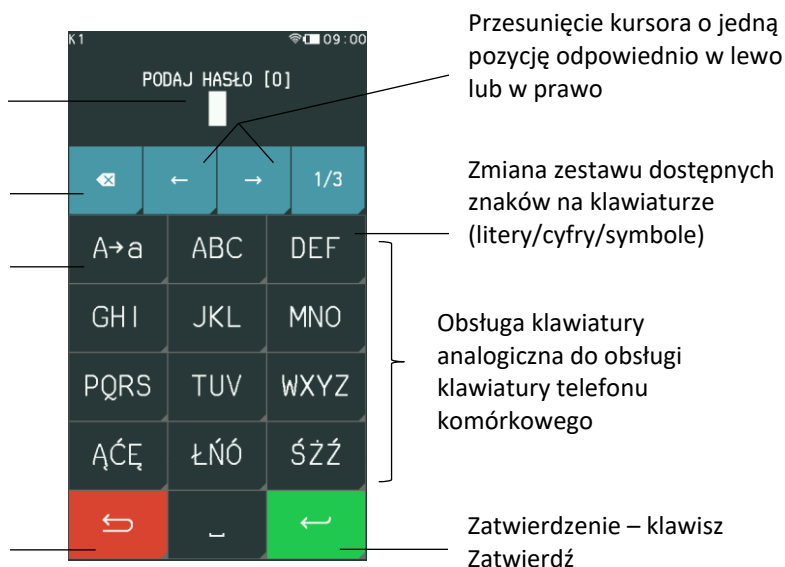 K1 09:00
PODAJ HASŁO [0]
1/3
A→a ABC DEF
GHI JKL MNO
PQRS TUV WXYZ
ĄĆĘ ŁŃÓ ŚŻŹ
Przesunięcie kursora o jedną
pozycję odpowiednio w lewo
lub w prawo
Zmiana zestawu dostępnych
znaków na klawiaturze
(litery/cyfry/symbole)
Obsługa klawiatury
analogiczna do obsługi
klawiatury telefonu
komórkowego
Zatwierdzenie – klawisz
Zatwierdź